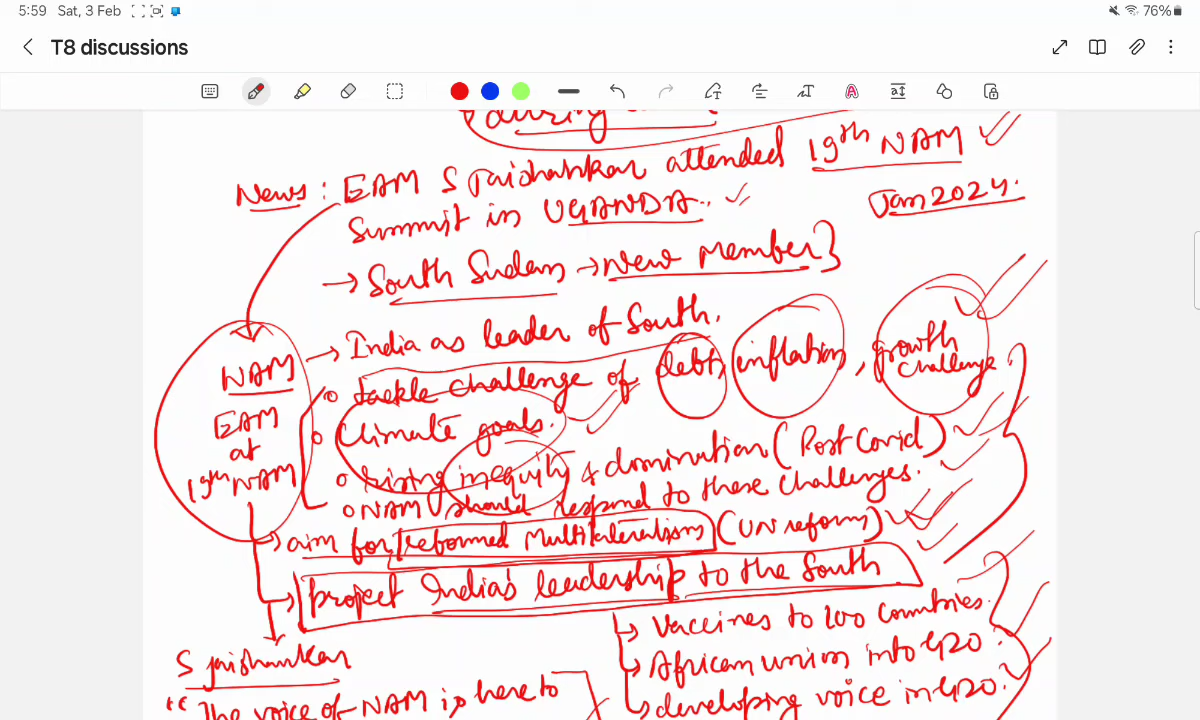 5:59 Sat, 3 Feb
76%
T8 discussions
during
News: EAM S Jaishankar attended 19th NAM
Summit in UGANDA.
Jan 2024.
→ South Sudan → new member}
→ India as leader of South.
NAM
EAM
at
19th NAM
o tackle challenge of debt, inflation, growth challenge.
o Climate goals.
o rising inequity & domination (Post Covid)
o NAM should respond to these challenges.
→ aim for reformed Multilateralism (UN reform)
→ project India's leadership to the South
→ Vaccines to 100 countries.
→ African union into G20.
→ developing voice in G20.
S Jaishankar
"The voice of NAM is here to